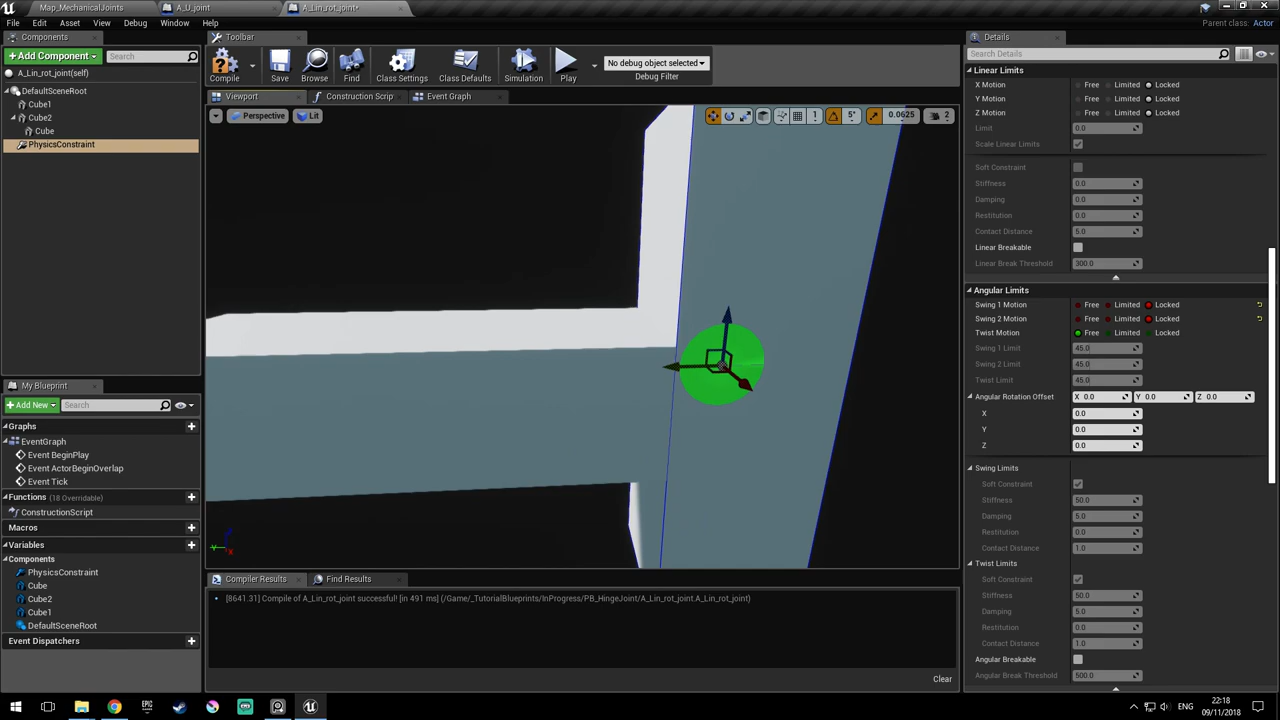 Map_MechanicalJoints
A_U_joint
A_Lin_rot_joint*
File Edit Asset View Debug Window Help
Parent class: Actor
Components
Toolbar
Details
+Add Component
Search
Compile
Save
Browse
Find
Class Settings
Class Defaults
Simulation
Play
No debug object selected
Debug Filter
Search Details
A_Lin_rot_joint(self)
DefaultSceneRoot
Cube1
Cube2
Cube
PhysicsConstraint
Viewport
Construction Scrip
Event Graph
Perspective
Lit
1
5°
0.0625
2
Linear Limits
X Motion Free Limited Locked
Y Motion Free Limited Locked
Z Motion Free Limited Locked
Limit 0.0
Scale Linear Limits
Soft Constraint
Stiffness 0.0
Damping 0.0
Restitution 0.0
Contact Distance 5.0
Linear Breakable
Linear Break Threshold 300.0
Angular Limits
Swing 1 Motion Free Limited Locked
Swing 2 Motion Free Limited Locked
Twist Motion Free Limited Locked
Swing 1 Limit 45.0
Swing 2 Limit 45.0
Twist Limit 45.0
Angular Rotation Offset X 0.0 Y 0.0 Z 0.0
X 0.0
Y 0.0
Z 0.0
Swing Limits
Soft Constraint
Stiffness 50.0
Damping 5.0
Restitution 0.0
Contact Distance 1.0
Twist Limits
Soft Constraint
Stiffness 50.0
Damping 5.0
Restitution 0.0
Contact Distance 1.0
Angular Breakable
Angular Break Threshold 500.0
My Blueprint
+Add New
Search
Graphs
EventGraph
Event BeginPlay
Event ActorBeginOverlap
Event Tick
Functions (18 Overridable)
ConstructionScript
Macros
Variables
Components
PhysicsConstraint
Cube
Cube2
Cube1
DefaultSceneRoot
Event Dispatchers
Compiler Results
Find Results
[8641.31] Compile of A_Lin_rot_joint successful! [in 491 ms] (/Game/_TutorialBlueprints/InProgress/PB_HingeJoint/A_Lin_rot_joint.A_Lin_rot_joint)
Clear
ENG
22:18
09/11/2018